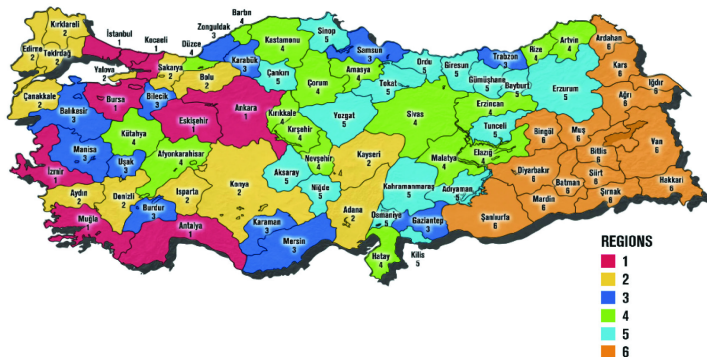 Kırklareli
2
Edirne
2
Tekirdağ
2
İstanbul
1
Kocaeli
1
Yalova
2
Sakarya
2
Düzce
4
Zonguldak
3
Bartın
4
Karabük
3
Kastamonu
4
Sinop
5
Samsun
3
Ordu
5
Giresun
5
Trabzon
3
Rize
4
Artvin
4
Ardahan
6
Kars
6
Iğdır
6
Ağrı
6
Çanakkale
2
Balıkesir
3
Bursa
1
Bilecik
3
Bolu
2
Çankırı
5
Çorum
4
Amasya
4
Tokat
5
Gümüşhane
5
Bayburt
5
Erzurum
5
Erzincan
4
Eskişehir
1
Ankara
1
Kırıkkale
4
Kırşehir
4
Yozgat
5
Sivas
4
Tunceli
5
Bingöl
6
Muş
6
Van
6
Kütahya
4
Manisa
3
Uşak
3
Afyonkarahisar
4
İzmir
1
Aydın
2
Denizli
2
Isparta
2
Konya
2
Aksaray
5
Nevşehir
4
Niğde
5
Kayseri
2
Malatya
4
Elazığ
4
Diyarbakır
6
Batman
6
Bitlis
6
Siirt
6
Şırnak
6
Hakkari
6
Mardin
6
Şanlıurfa
6
Adıyaman
5
Kahramanmaraş
5
Gaziantep
3
Kilis
5
Osmaniye
5
Hatay
4
Adana
2
Mersin
3
Karaman
3
Antalya
1
Burdur
3
Muğla
1
REGIONS
1
2
3
4
5
6